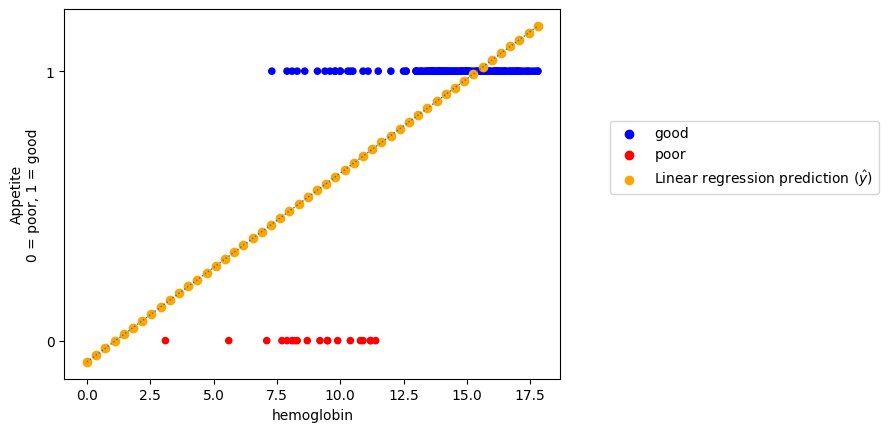 1
0
Appetite
0 = poor, 1 = good
0.0 2.5 5.0 7.5 10.0 12.5 15.0 17.5
hemoglobin
good
poor
Linear regression prediction (ŷ)